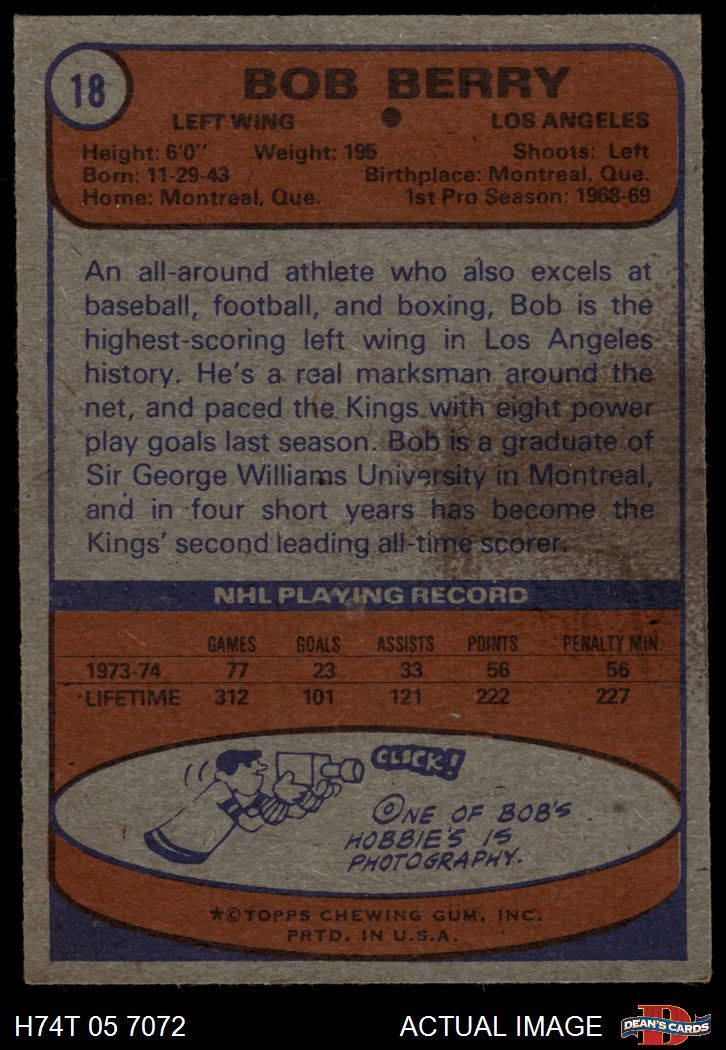 18
BOB BERRY
LEFT WING LOS ANGELES
Height: 6'0" Weight: 195 Shoots: Left
Born: 11-29-43 Birthplace: Montreal, Que.
Home: Montreal, Que. 1st Pro Season: 1968-69
An all-around athlete who also excels at
baseball, football, and boxing, Bob is the
highest-scoring left wing in Los Angeles
history. He's a real marksman around the
net, and paced the Kings with eight power
play goals last season. Bob is a graduate of
Sir George Williams University in Montreal,
and in four short years has become the
Kings' second leading all-time scorer.
NHL PLAYING RECORD
GAMES GOALS ASSISTS POINTS PENALTY MIN.
1973-74 77 23 33 56 56
LIFETIME 312 101 121 222 227
CLICK!
ONE OF BOB'S
HOBBIE'S IS
PHOTOGRAPHY.
*©TOPPS CHEWING GUM, INC.
PRTD. IN U.S.A.
H74T 05 7072 ACTUAL IMAGE
D
DEAN'S CARDS